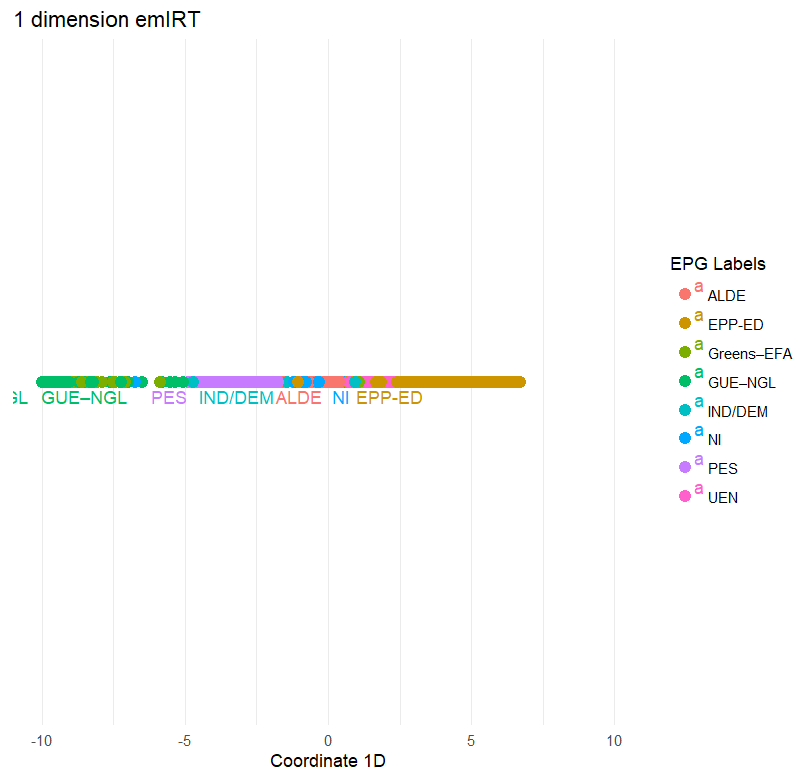 1 dimension emIRT
EPG Labels
a ALDE
a EPP-ED
a Greens–EFA
a GUE–NGL
a IND/DEM
a NI
a PES
a UEN
GL GUE–NGL PES IND/DEM ALDE NI EPP-ED
-10 -5 0 5 10
Coordinate 1D